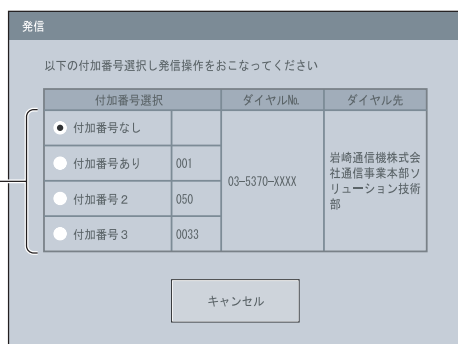 発信
以下の付加番号選択し発信操作をおこなってください
付加番号選択 ダイヤルNo. ダイヤル先
付加番号なし
付加番号あり 001
付加番号2 050
付加番号3 0033
03-5370-XXXX
岩崎通信機株式会
社通信事業本部ソ
リューション技術
部
キャンセル